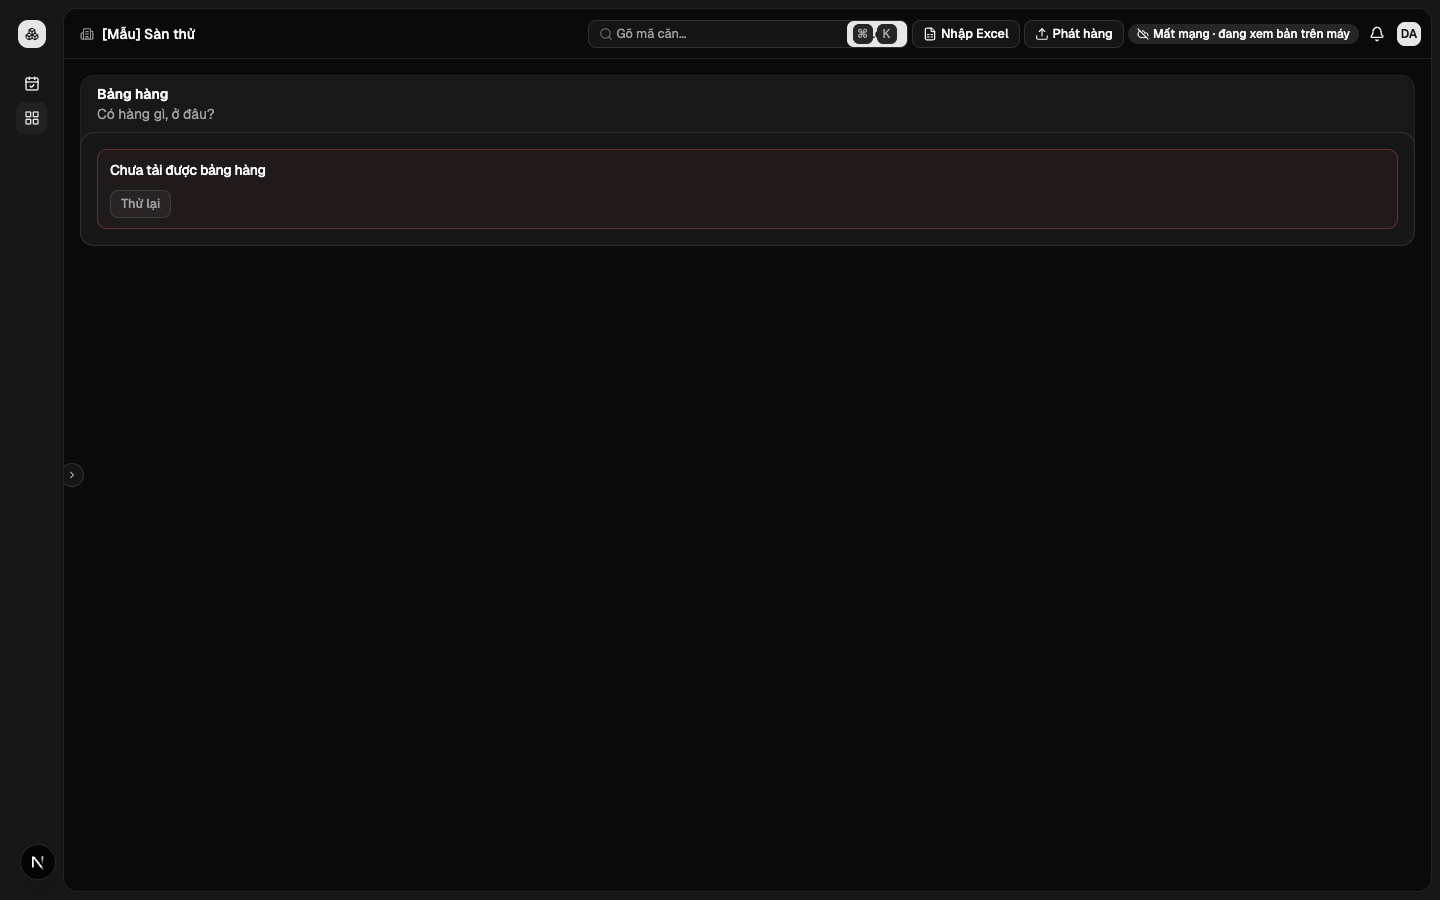 [Mẫu] Sàn thử
Gõ mã căn...
⌘ K
Nhập Excel
Phát hàng
Mất mạng · đang xem bản trên máy
DA
Bảng hàng
Có hàng gì, ở đâu?
Chưa tải được bảng hàng
Thử lại
N